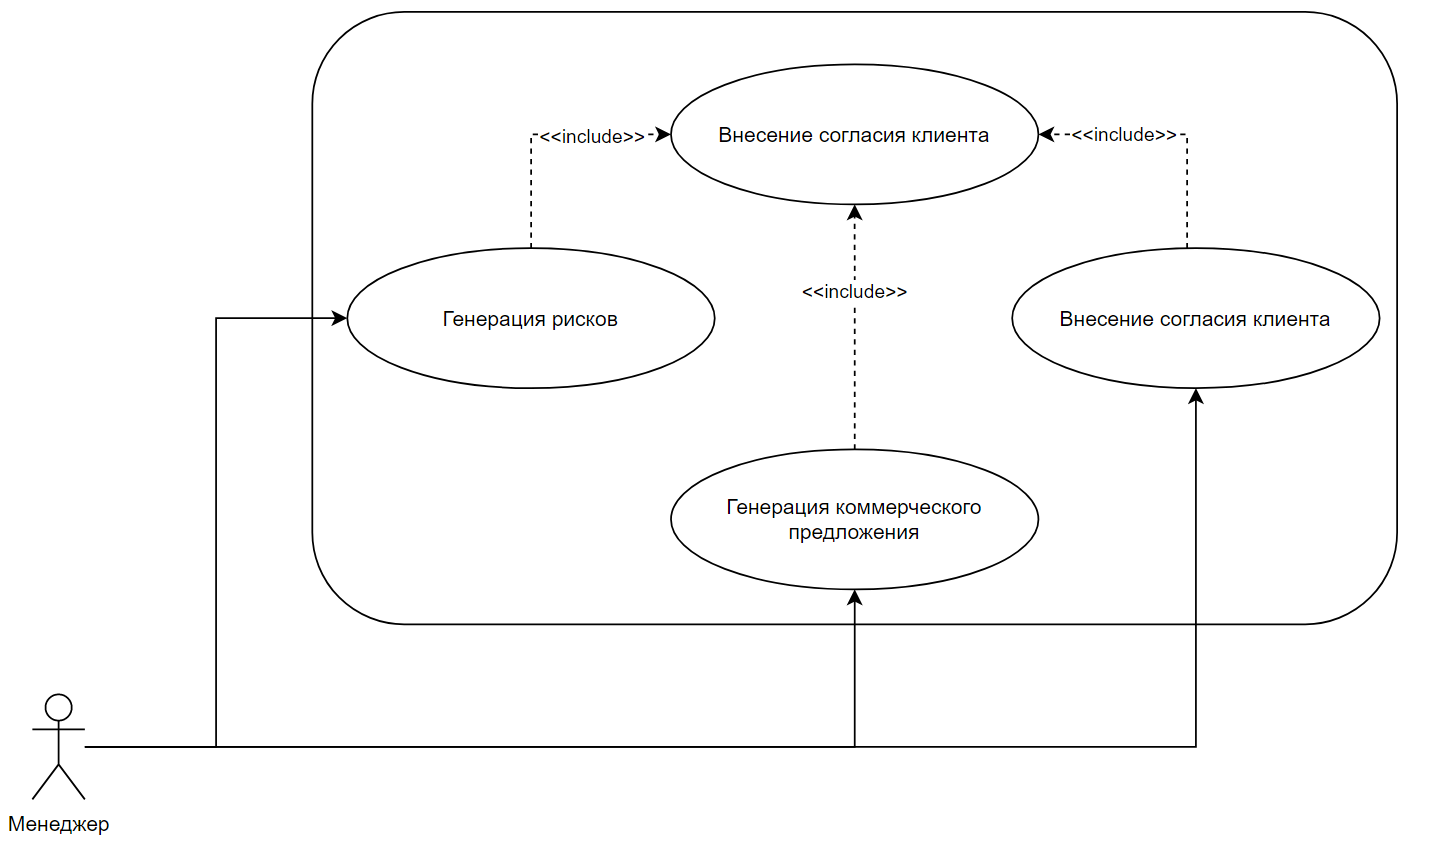 Внесение согласия клиента
<<include>>
<<include>>
<<include>>
Генерация рисков
Внесение согласия клиента
Генерация коммерческого
предложения
Менеджер